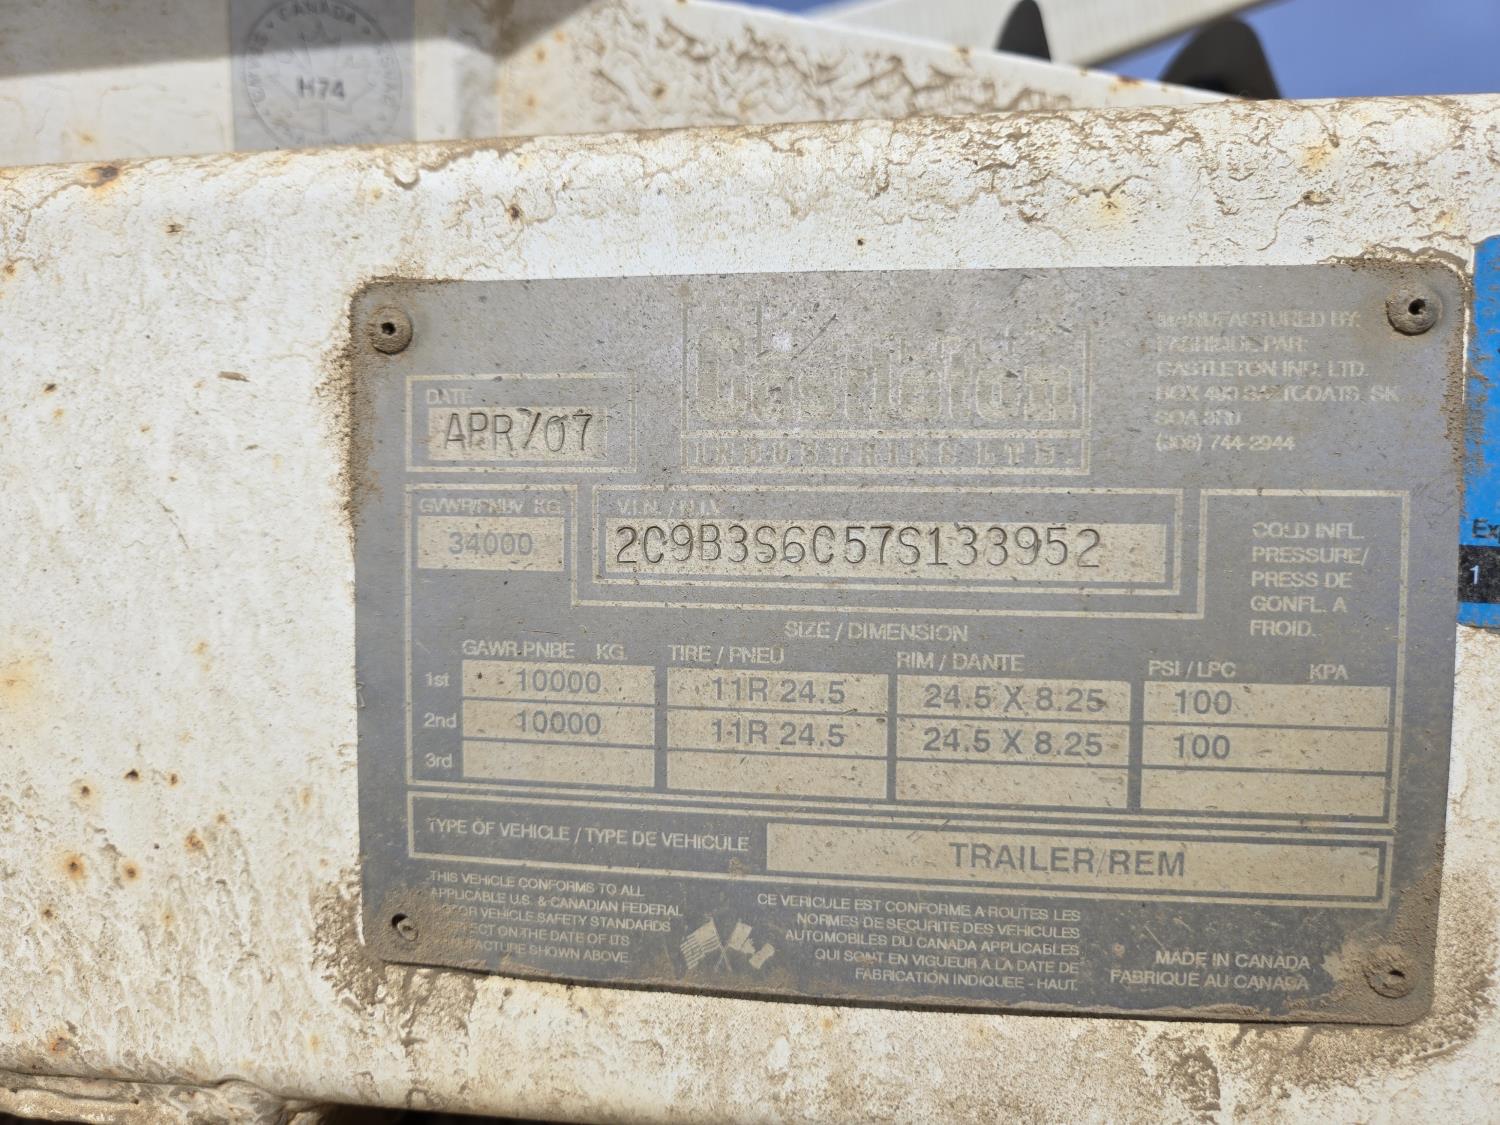 CANADA
H74
Castleton
INDUSTRIES LTD.
MANUFACTURED BY:
FABRIQUE PAR:
CASTLETON IND. LTD.
BOX 490 SALTCOATS, SK
SOA 3R0
(306) 744-2944
DATE
APR/07
GVWR/PNUV KG.
34000
V.I.N. / N.I.V.
2C9B3S6C57S133952
COLD INFL.
PRESSURE/
PRESS DE
GONFL. A
FROID.
SIZE / DIMENSION
GAWR-PNBE KG. TIRE / PNEU RIM / DANTE PSI / LPC KPA
1st 10000 11R 24.5 24.5 X 8.25 100
2nd 10000 11R 24.5 24.5 X 8.25 100
3rd
TYPE OF VEHICLE / TYPE DE VEHICULE TRAILER/REM
THIS VEHICLE CONFORMS TO ALL
APPLICABLE U.S. & CANADIAN FEDERAL
MOTOR VEHICLE SAFETY STANDARDS
EFFECT ON THE DATE OF ITS
MANUFACTURE SHOWN ABOVE
CE VERICULE EST CONFORME A ROUTES LES
NORMES DE SECURITE DES VEHICULES
AUTOMOBILES DU CANADA APPLICABLES
QUI SONT EN VIGUEUR A LA DATE DE
FABRICATION INDIQUEE - HAUT.
MADE IN CANADA
FABRIQUE AU CANADA
Ex
1